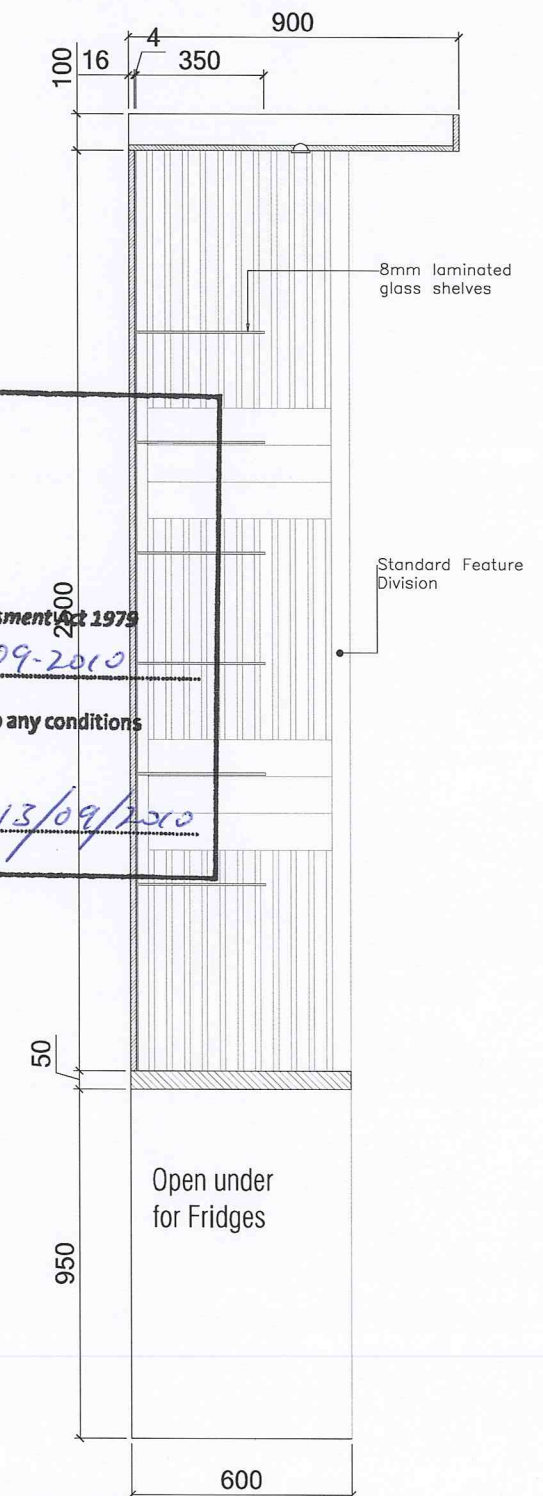 900
4
100
16
350
8mm laminated
glass shelves
Standard Feature
Division
2500
sment Act 1979
09-2010
o any conditions
13/09/2010
50
Open under
for Fridges
950
600